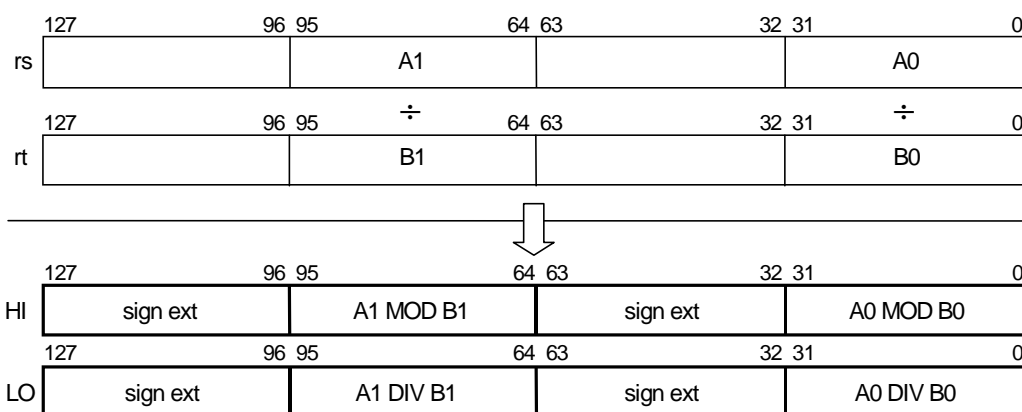 127 96 95 64 63 32 31 0
rs A1 A0
÷ ÷
127 96 95 64 63 32 31 0
rt B1 B0
127 96 95 64 63 32 31 0
HI sign ext A1 MOD B1 sign ext A0 MOD B0
127 96 95 64 63 32 31 0
LO sign ext A1 DIV B1 sign ext A0 DIV B0